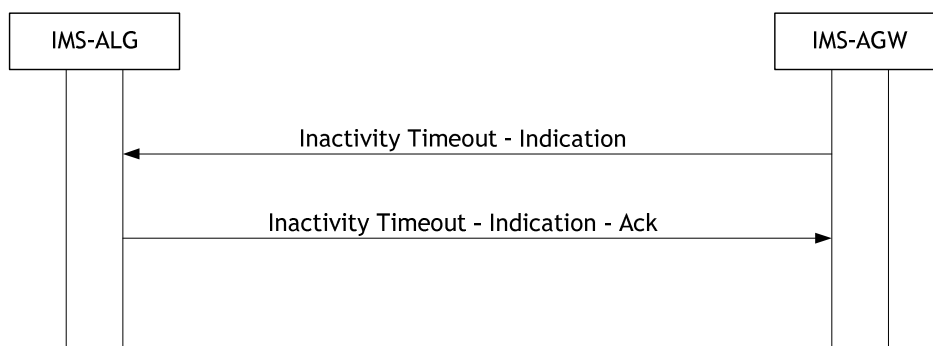 IMS-ALG
IMS-AGW
Inactivity Timeout - Indication
Inactivity Timeout – Indication - Ack